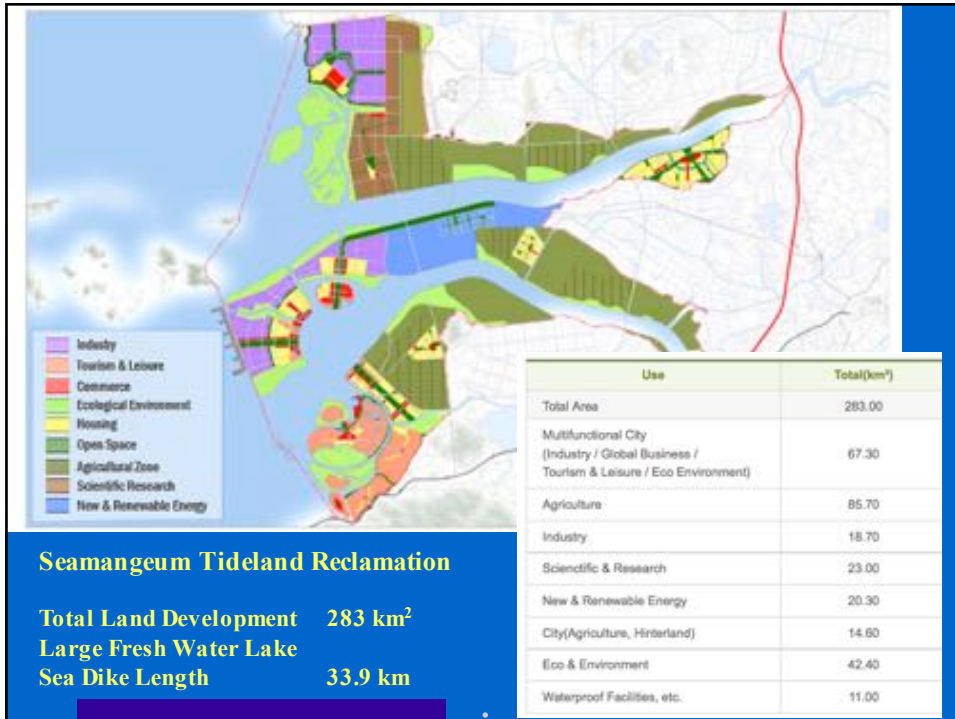 Industry
Tourism & Leisure
Commerce
Ecological Environment
Housing
Open Space
Agricultural Zone
Scientific Research
New & Renewable Energy
Use Total(km²)
Total Area 283.00
Multifunctional City
(Industry / Global Business /
Tourism & Leisure / Eco Environment) 67.30
Agriculture 85.70
Industry 18.70
Scienctific & Research 23.00
New & Renewable Energy 20.30
City(Agriculture, Hinterland) 14.60
Eco & Environment 42.40
Waterproof Facilities, etc. 11.00
Seamangeum Tideland Reclamation
Total Land Development 283 km²
Large Fresh Water Lake
Sea Dike Length 33.9 km